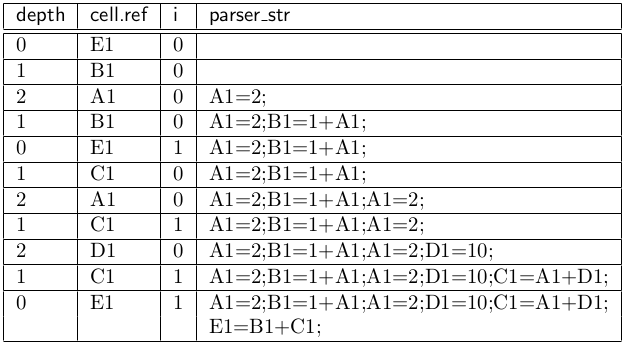 depth cell.ref i parser_str
0 E1 0
1 B1 0
2 A1 0 A1=2;
1 B1 0 A1=2;B1=1+A1;
0 E1 1 A1=2;B1=1+A1;
1 C1 0 A1=2;B1=1+A1;
2 A1 0 A1=2;B1=1+A1;A1=2;
1 C1 1 A1=2;B1=1+A1;A1=2;
2 D1 0 A1=2;B1=1+A1;A1=2;D1=10;
1 C1 1 A1=2;B1=1+A1;A1=2;D1=10;C1=A1+D1;
0 E1 1 A1=2;B1=1+A1;A1=2;D1=10;C1=A1+D1;
E1=B1+C1;